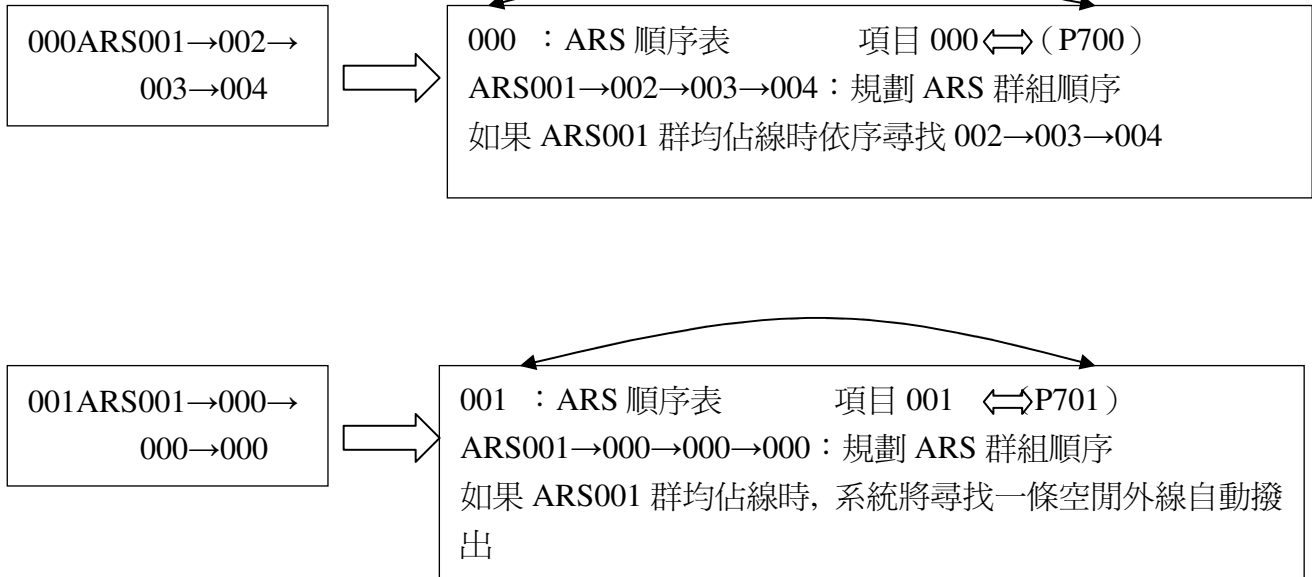 000ARS001→002→
003→004
000 ：ARS 順序表 項目 000⇔（P700）
ARS001→002→003→004：規劃 ARS 群組順序
如果 ARS001 群均佔線時依序尋找 002→003→004
001ARS001→000→
000→000
001 ：ARS 順序表 項目 001 ⇔P701）
ARS001→000→000→000：規劃 ARS 群組順序
如果 ARS001 群均佔線時, 系統將尋找一條空閒外線自動撥
出